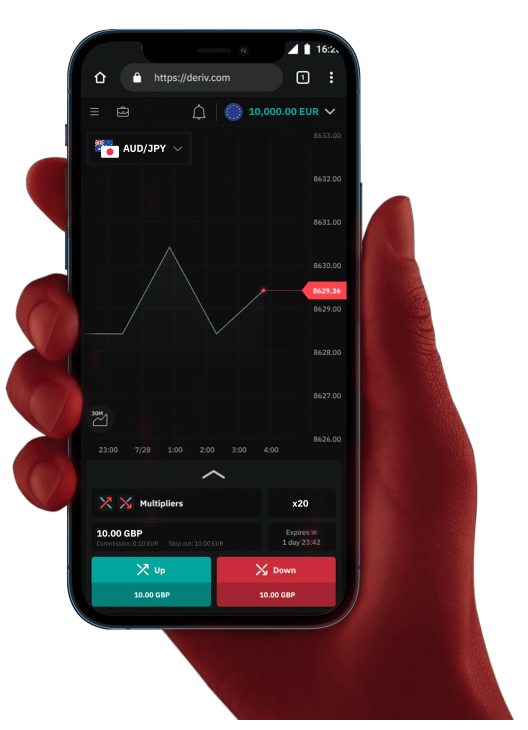 https://deriv.com
1
10,000.00 EUR
AUD/JPY
8633.00
8632.00
8631.00
8630.00
8629.36
8629.00
8628.00
8627.00
8626.00
30M
23:00 7/28 1:00 2:00 3:00 4:00
Multipliers
x20
10.00 GBP
Commission: 0.10 EUR Stop out: 10.00 EUR
Expires in
1 day 23:42
Up
Down
10.00 GBP
10.00 GBP